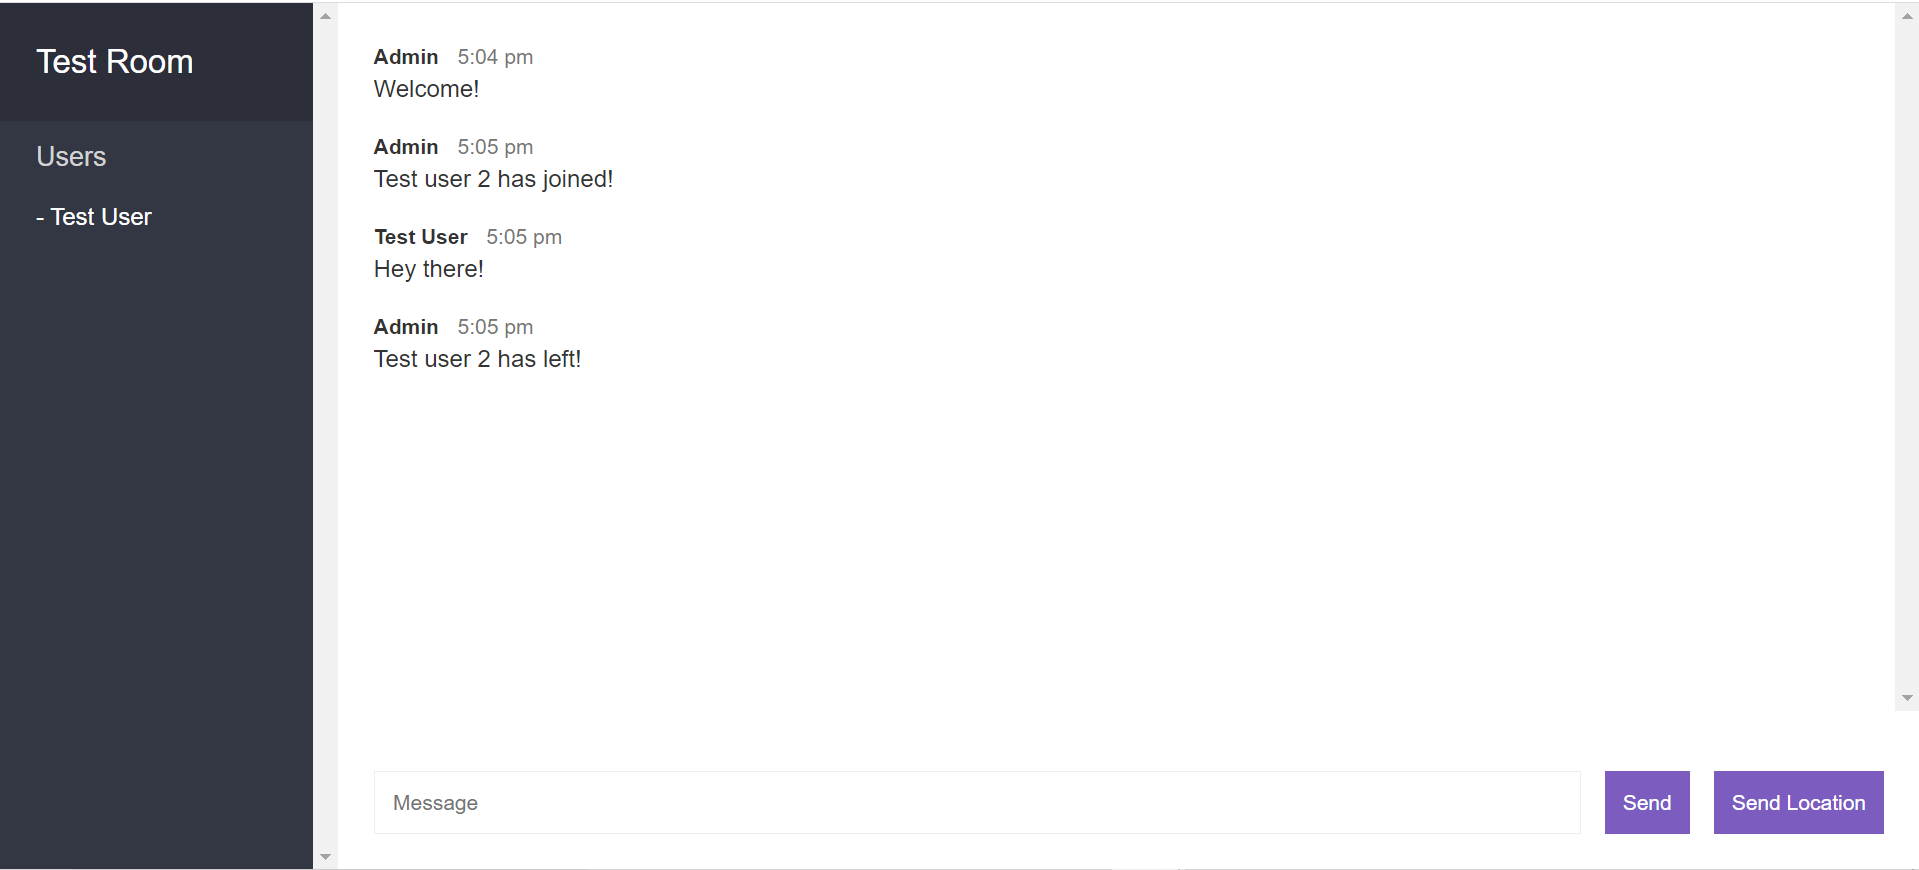 Test Room
Users
- Test User
Admin 5:04 pm
Welcome!
Admin 5:05 pm
Test user 2 has joined!
Test User 5:05 pm
Hey there!
Admin 5:05 pm
Test user 2 has left!
Message
Send
Send Location